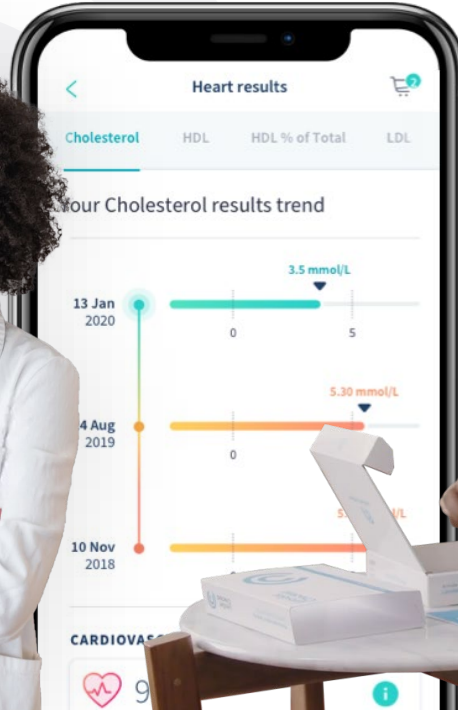 Heart results
2
Cholesterol
HDL
HDL % of Total
LDL
Your Cholesterol results trend
3.5 mmol/L
13 Jan
2020
0
5
5.30 mmol/L
4 Aug
2019
0
10 Nov
2018
9